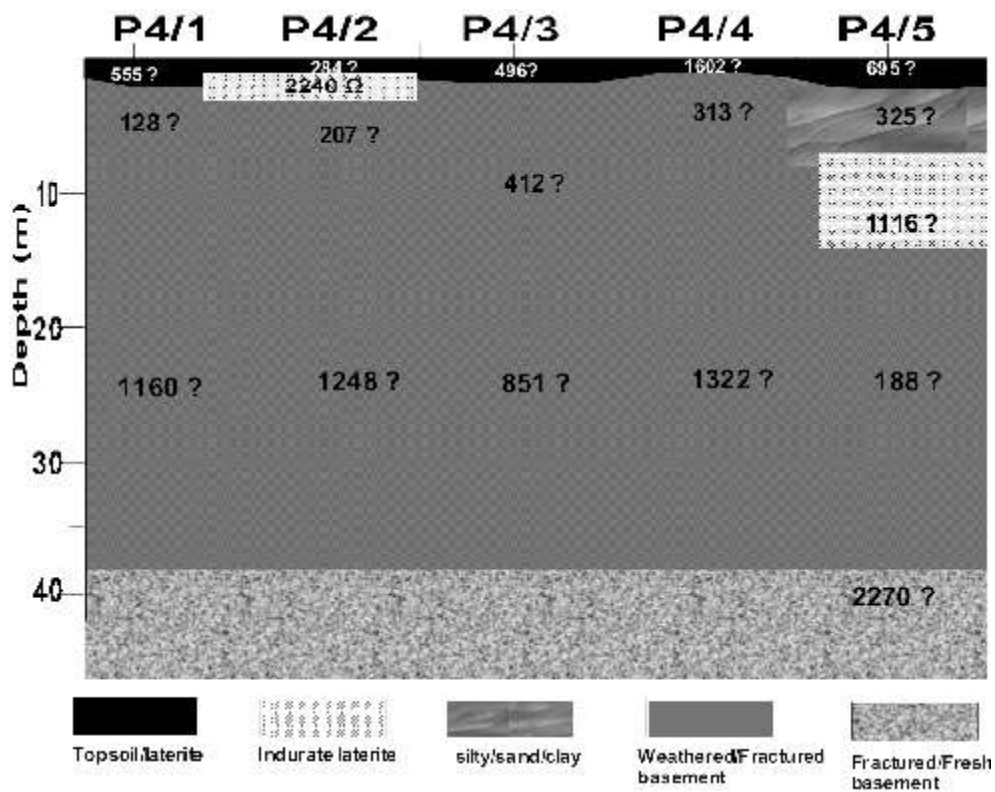 P4/1 P4/2 P4/3 P4/4 P4/5
555 ? 284 ? 496? 1602 ? 695 ?
2240 Ω
128 ? 207 ? 313 ? 325 ?
412 ?
10
1116 ?
Depth (m)
20
1160 ? 1248 ? 851 ? 1322 ? 188 ?
30
40
2270 ?
Topsoil/laterite Indurate laterite silty/sand/clay Weathered/Fractured basement Fractured/Fresh basement